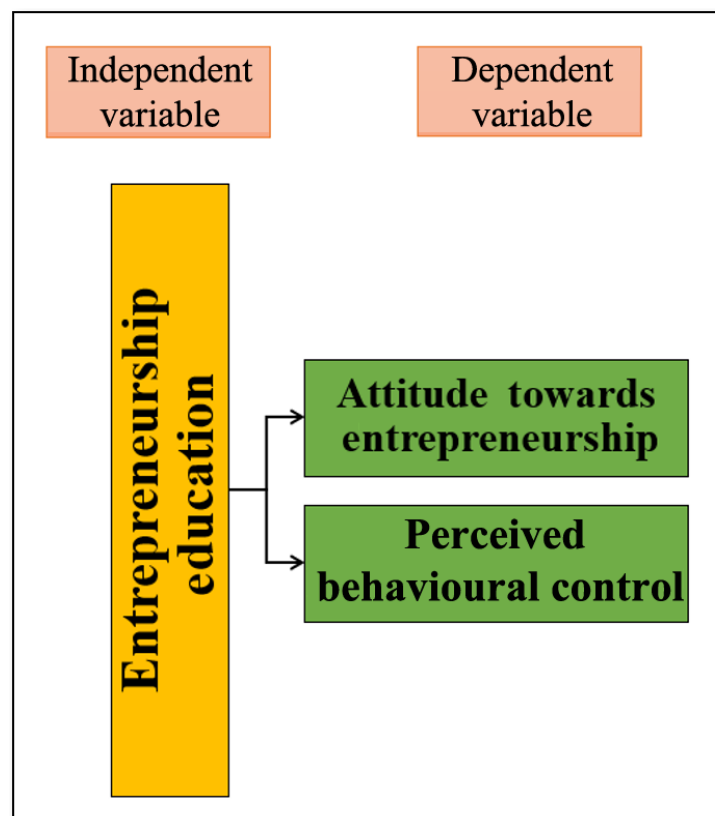 Independent
variable
Dependent
variable
Entrepreneurship
education
Attitude towards
entrepreneurship
Perceived
behavioural control